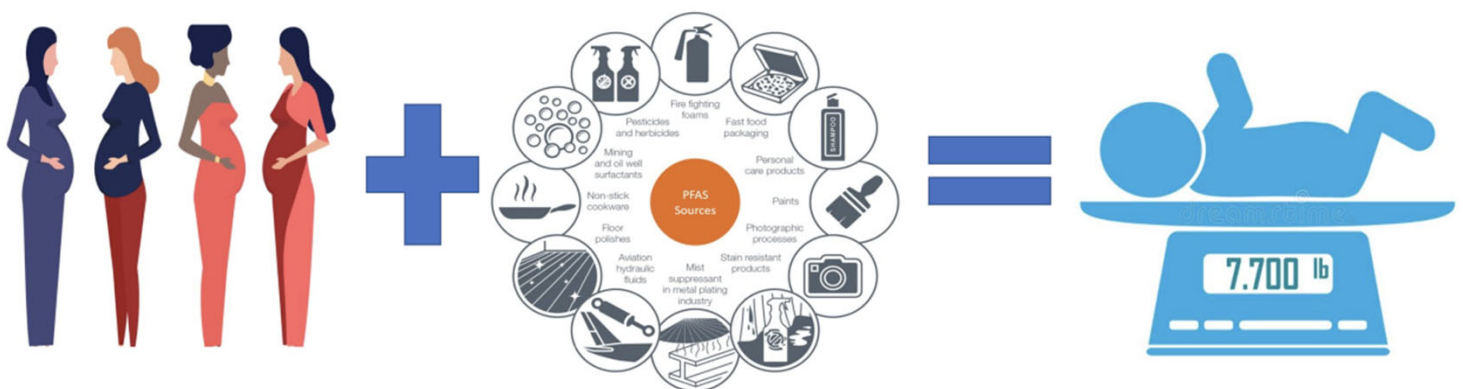 Fire fighting
foams
Fast food
packaging
SHAMPOO
Personal
care products
Paints
Photographic
processes
Stain resistant
products
Mist
suppressant
in metal plating
industry
Aviation
hydraulic
fluids
Floor
polishes
Non-stick
cookware
Mining
and oil well
surfactants
Pesticides
and herbicides
PFAS
Sources
dreamstime
7.700 lb